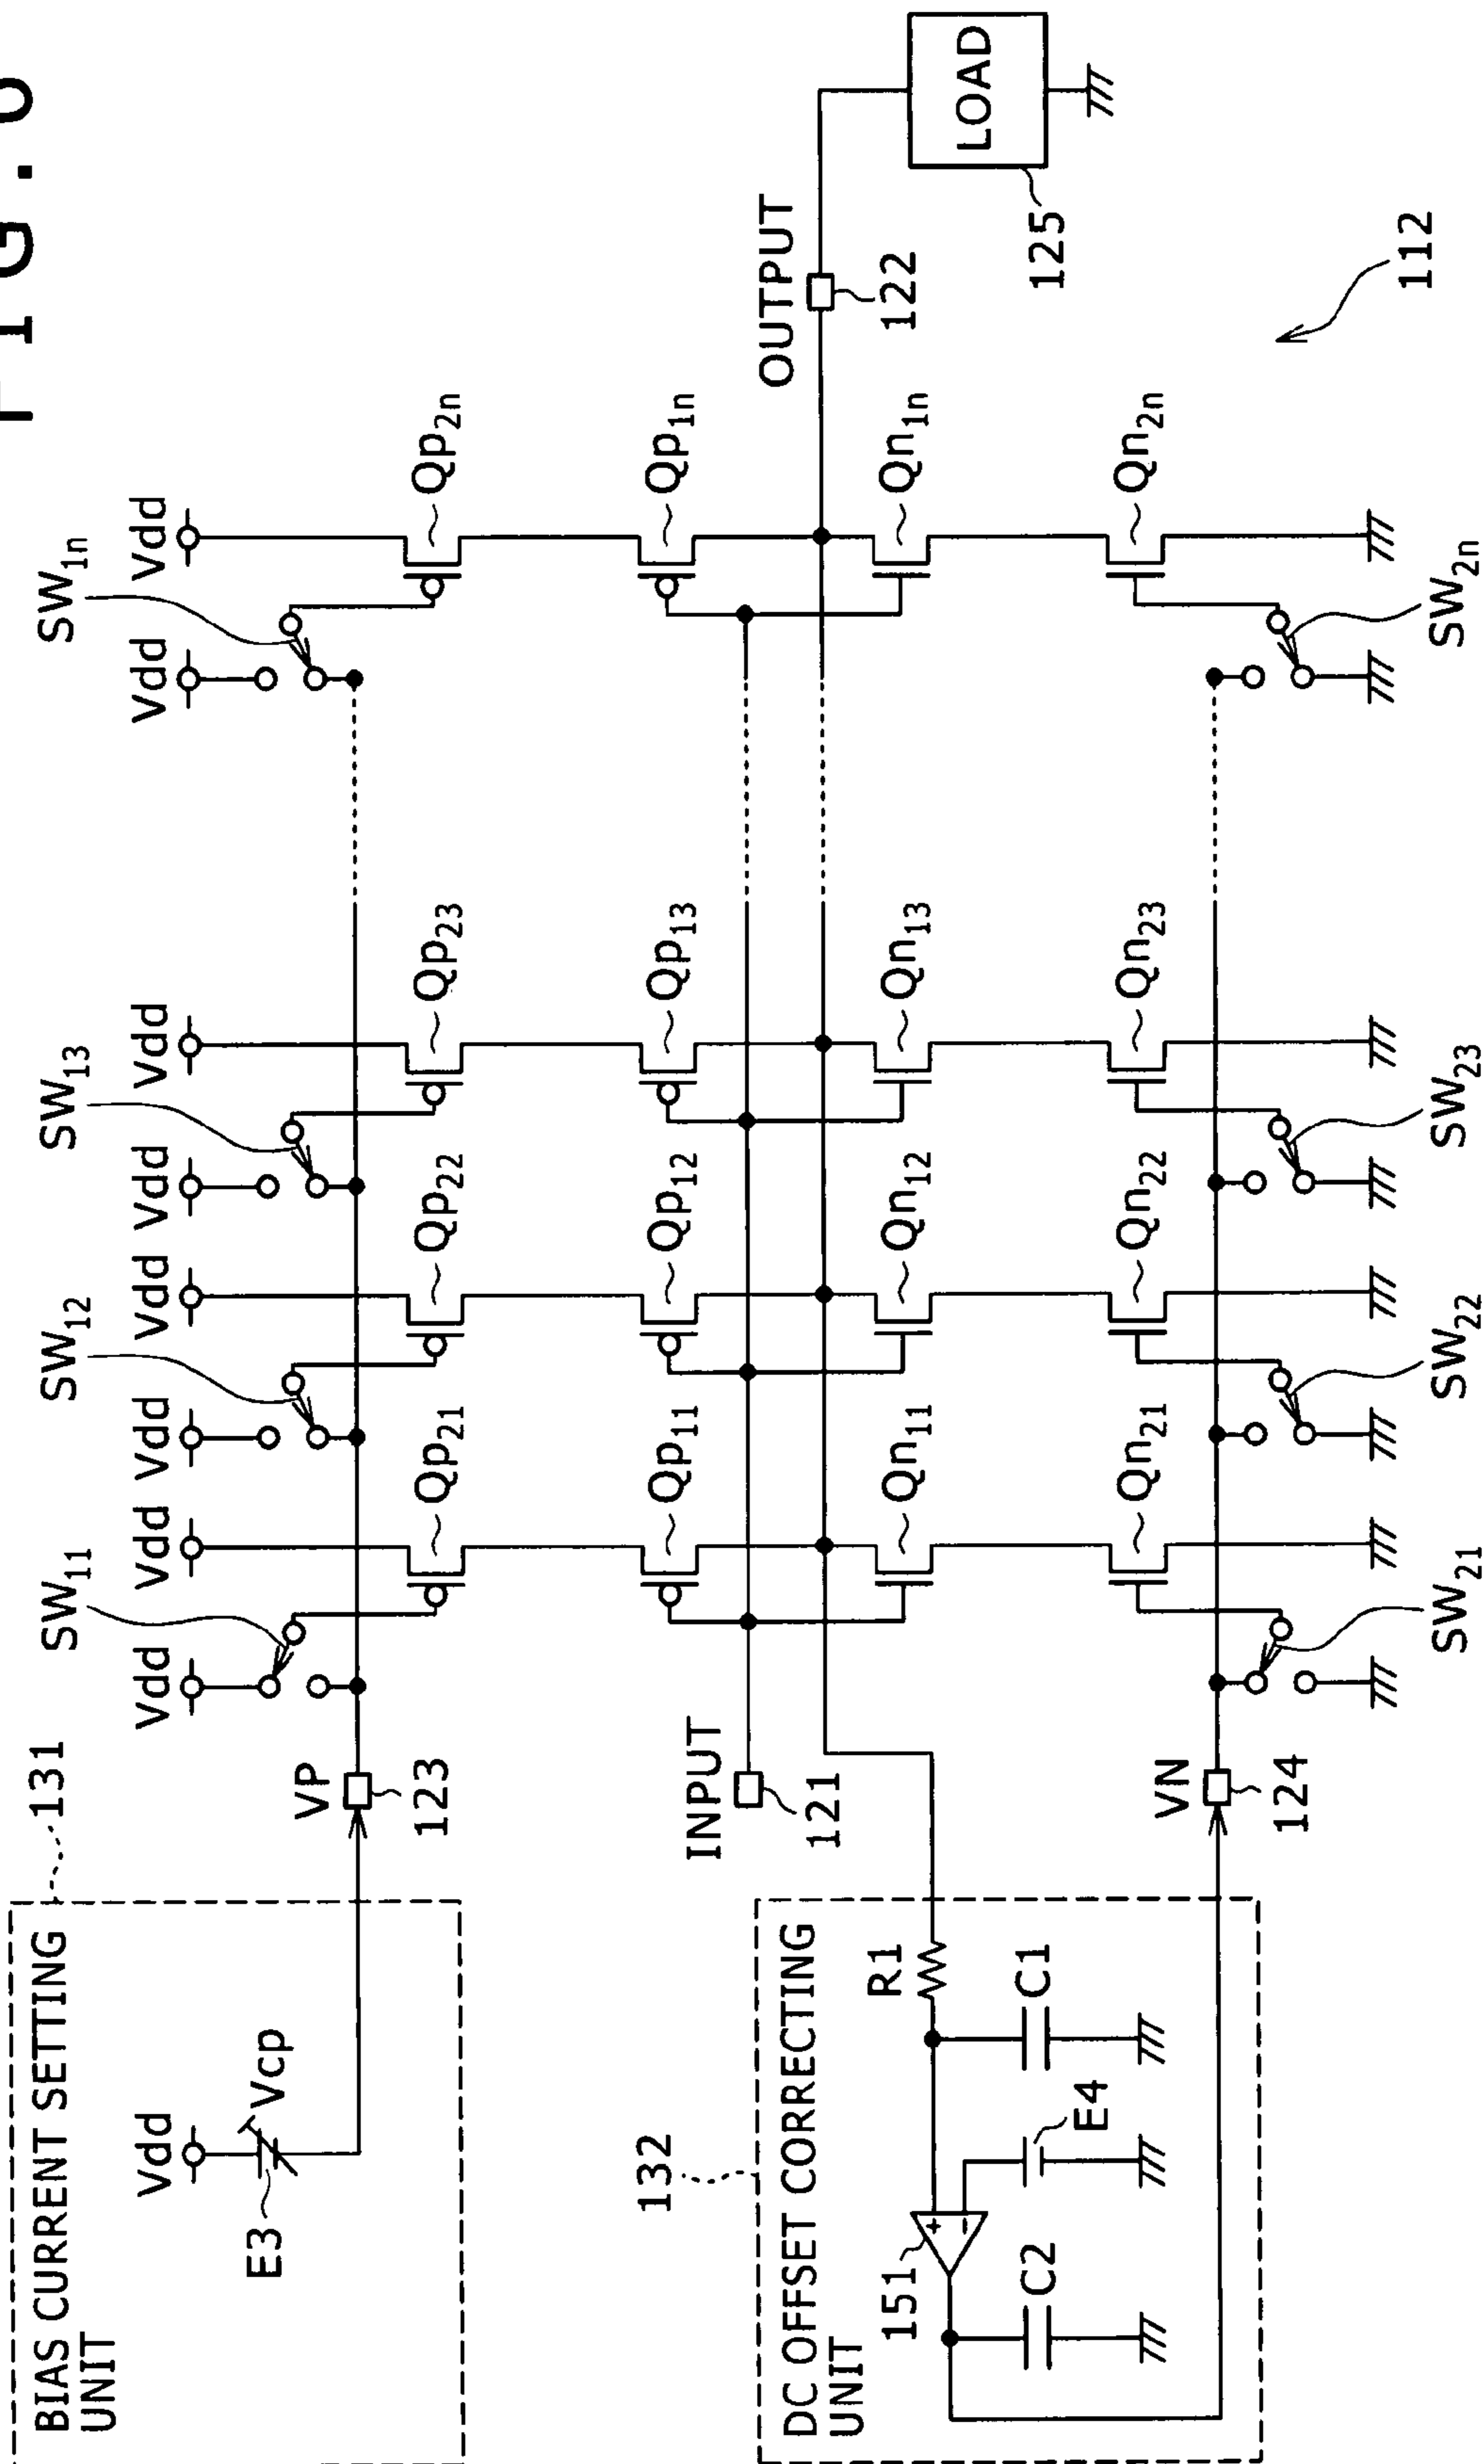 BIAS CURRENT SETTING
UNIT
131
Vdd
E3
Vcp
VP
123
SW11
SW12
SW13
SW1n
Vdd
Vdd
Vdd
Vdd
Vdd
Vdd
Vdd
Vdd
Qp21
Qp22
Qp23
Qp2n
Qp11
Qp12
Qp13
Qp1n
INPUT
121
OUTPUT
122
LOAD
125
Qn11
Qn12
Qn13
Qn1n
Qn21
Qn22
Qn23
Qn2n
132
DC OFFSET CORRECTING
UNIT
R1
C1
E4
+
−
151
C2
VN
124
SW21
SW22
SW23
SW2n
112